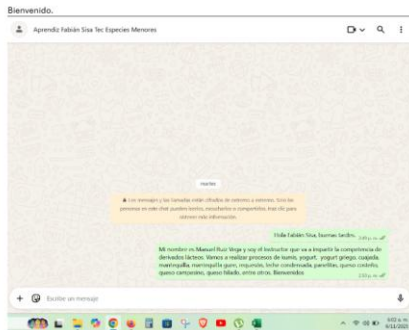 Bienvenido.
Aprendiz Fabián Sisa Tec Especies Menores
martes
Los mensajes y las llamadas están cifrados de extremo a extremo. Solo las
personas en este chat pueden leerlos, escucharlos o compartirlos. Haz clic para
obtener más información.
Hola Fabián Sisa, buenas tardes.
Mi nombre es Manuel Ruiz Vega y soy el instructor que va a impartir la competencia de
derivados lácteos. Vamos a realizar procesos de kumis, yogurt, yogurt griego, cuajada,
mantequilla, mantequilla guee, requesón, leche condensada, panelitas, queso costeño,
queso campesino, queso hilado, entre otros. Bienvenidos
Escribe un mensaje
4:02 a. m.